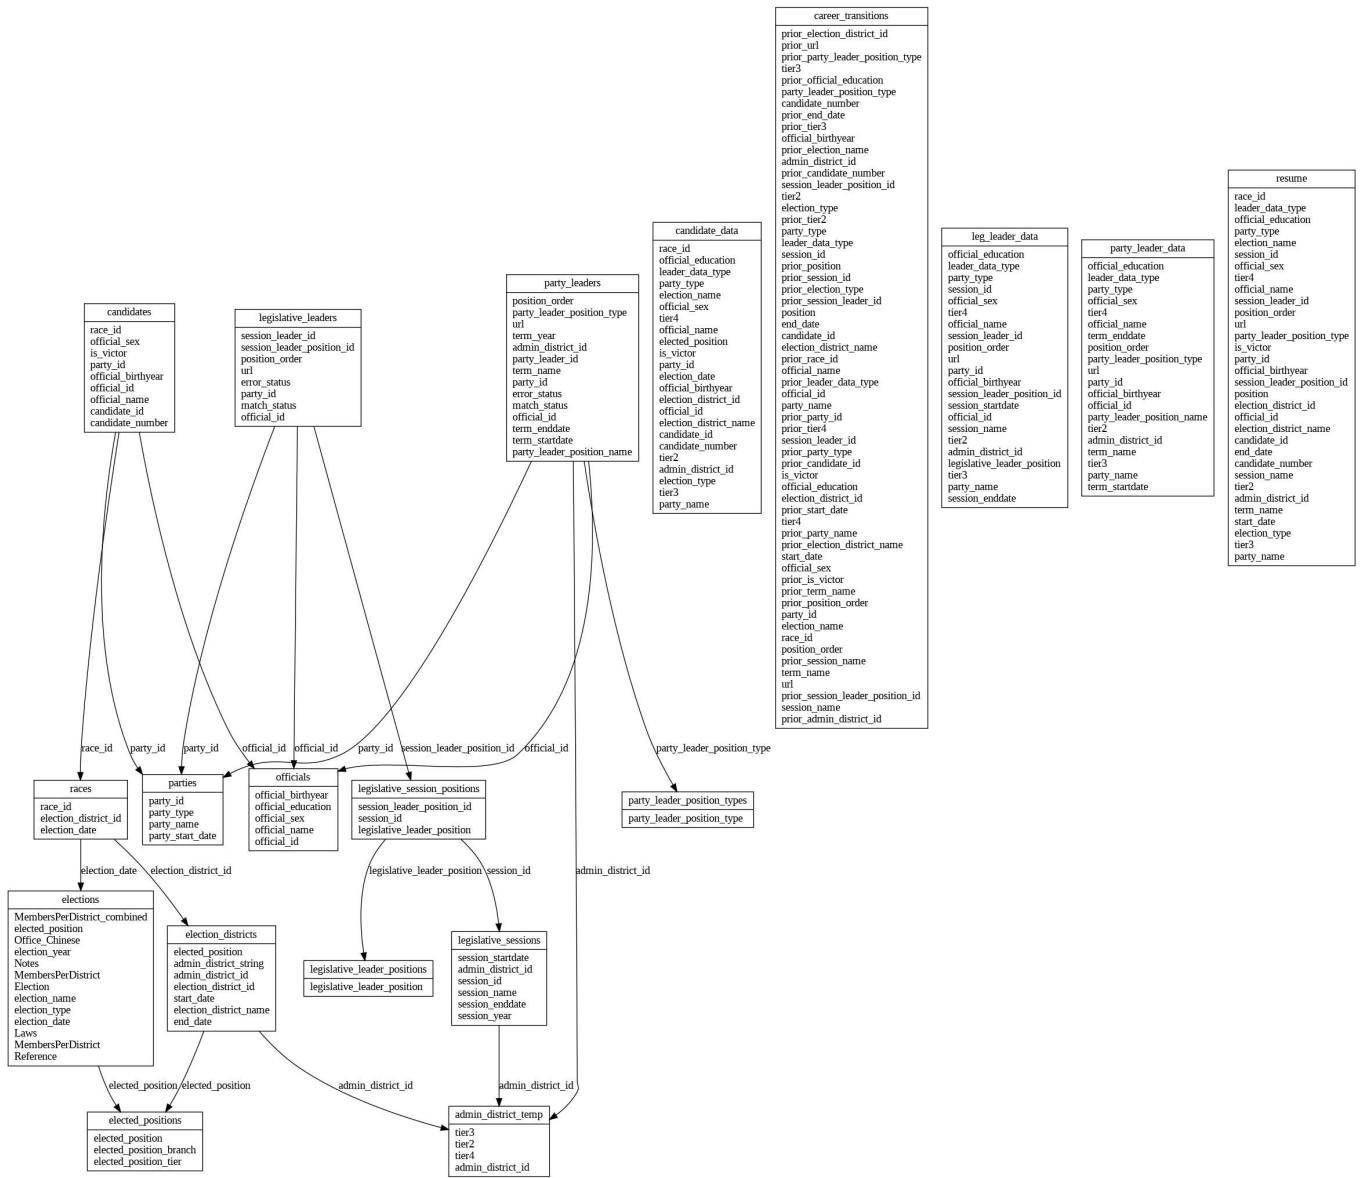 career_transitions
prior_election_district_id
prior_url
prior_party_leader_position_type
tier3
prior_official_education
party_leader_position_type
candidate_number
prior_end_date
prior_tier3
official_birthyear
prior_election_name
admin_district_id
prior_candidate_number
session_leader_position_id
tier2
election_type
prior_tier2
party_type
leader_data_type
session_id
prior_position
prior_session_id
prior_election_type
prior_session_leader_id
position
end_date
candidate_id
election_district_name
prior_race_id
official_name
prior_leader_data_type
official_id
party_name
prior_party_id
prior_tier4
session_leader_id
prior_party_type
prior_candidate_id
is_victor
official_education
election_district_id
prior_start_date
tier4
prior_party_name
prior_election_district_name
start_date
official_sex
prior_is_victor
prior_term_name
prior_position_order
party_id
election_name
race_id
position_order
prior_session_name
term_name
url
prior_session_leader_position_id
session_name
prior_admin_district_id
resume
race_id
leader_data_type
official_education
party_type
election_name
session_id
official_sex
tier4
official_name
session_leader_id
position_order
url
party_leader_position_type
is_victor
party_id
official_birthyear
session_leader_position_id
position
election_district_id
official_id
election_district_name
candidate_id
end_date
candidate_number
session_name
tier2
admin_district_id
term_name
start_date
election_type
tier3
party_name
candidate_data
race_id
official_education
leader_data_type
party_type
election_name
official_sex
tier4
official_name
elected_position
is_victor
party_id
election_date
official_birthyear
election_district_id
official_id
election_district_name
candidate_id
candidate_number
tier2
admin_district_id
election_type
tier3
party_name
leg_leader_data
official_education
leader_data_type
party_type
session_id
official_sex
tier4
official_name
session_leader_id
position_order
url
party_id
official_birthyear
session_leader_position_id
session_startdate
official_id
session_name
tier2
admin_district_id
legislative_leader_position
tier3
party_name
session_enddate
party_leader_data
official_education
leader_data_type
party_type
official_sex
tier4
official_name
term_enddate
position_order
party_leader_position_type
url
party_id
official_birthyear
official_id
party_leader_position_name
tier2
admin_district_id
term_name
tier3
party_name
term_startdate
party_leaders
position_order
party_leader_position_type
url
term_year
admin_district_id
party_leader_id
term_name
party_id
error_status
match_status
official_id
term_enddate
term_startdate
party_leader_position_name
candidates
race_id
official_sex
is_victor
party_id
official_birthyear
official_id
official_name
candidate_id
candidate_number
legislative_leaders
session_leader_id
session_leader_position_id
position_order
url
error_status
party_id
match_status
official_id
race_id
party_id
party_id
official_id
official_id
party_id
session_leader_position_id
official_id
party_leader_position_type
races
race_id
election_district_id
election_date
parties
party_id
party_type
party_name
party_start_date
officials
official_birthyear
official_education
official_sex
official_name
official_id
legislative_session_positions
session_leader_position_id
session_id
legislative_leader_position
party_leader_position_types
party_leader_position_type
election_date
election_district_id
legislative_leader_position
session_id
admin_district_id
elections
MembersPerDistrict_combined
elected_position
Office_Chinese
election_year
Notes
MembersPerDistrict
Election
election_name
election_type
election_date
Laws
MembersPerDistrict
Reference
election_districts
elected_position
admin_district_string
admin_district_id
election_district_id
start_date
election_district_name
end_date
legislative_leader_positions
legislative_leader_position
legislative_sessions
session_startdate
admin_district_id
session_id
session_name
session_enddate
session_year
elected_position
elected_position
admin_district_id
admin_district_id
elected_positions
elected_position
elected_position_branch
elected_position_tier
admin_district_temp
tier3
tier2
tier4
admin_district_id